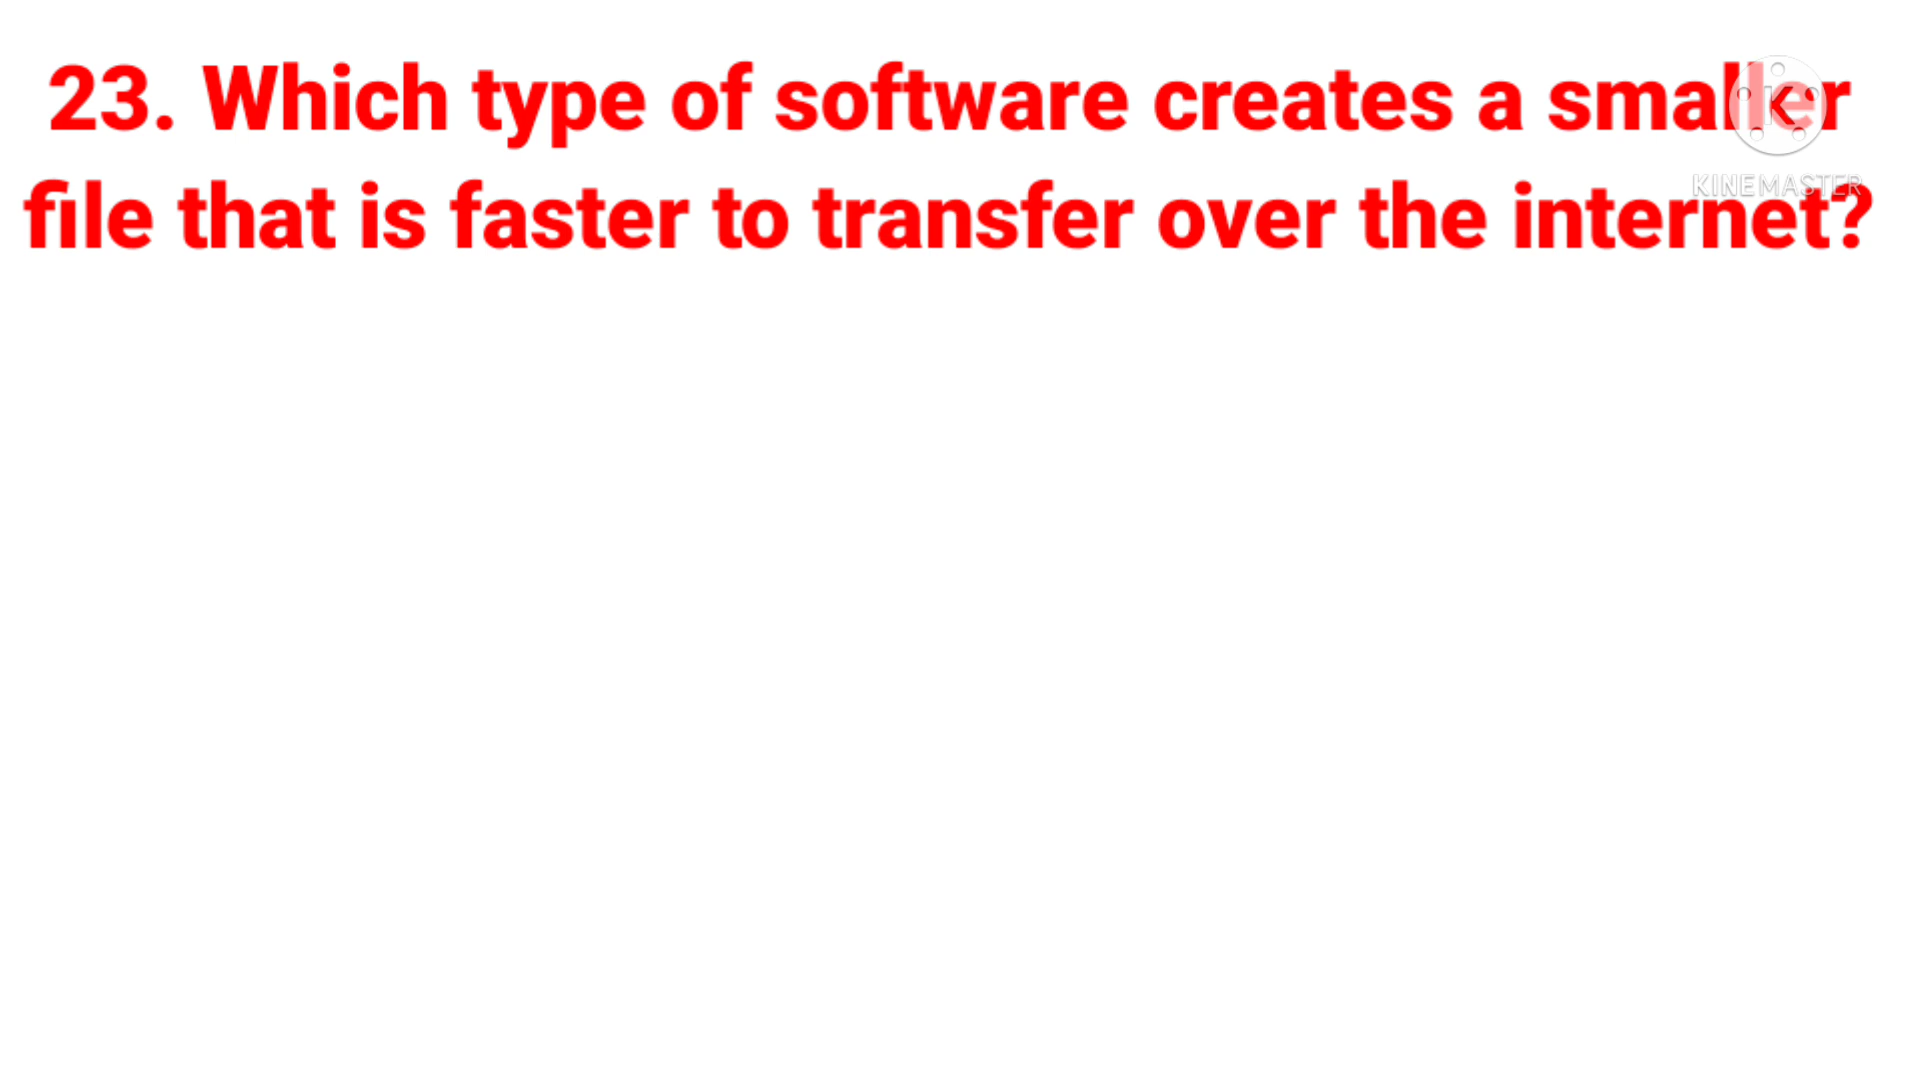 23. Which type of software creates a smaller
file that is faster to transfer over the internet?
K
KINEMASTER